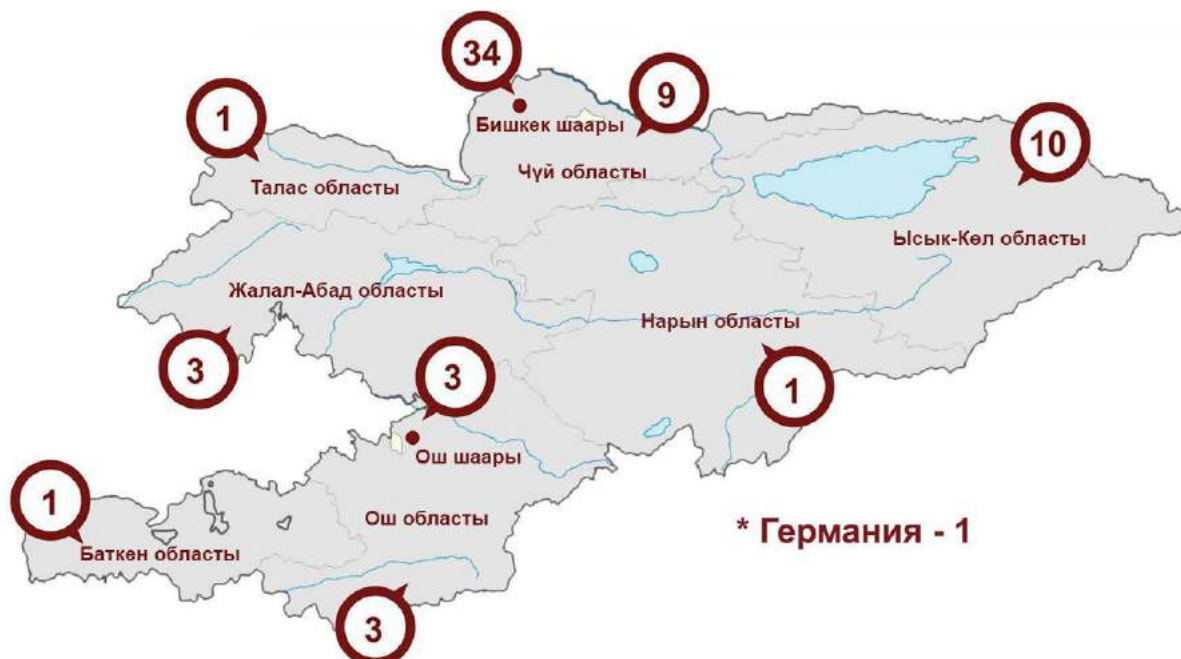 34
9
1
Бишкек шаары
10
Чүй областы
Талас областы
Ысык-Көл областы
Жалал-Абад областы
Нарын областы
3
3
1
Ош шаары
1
Ош областы
* Германия - 1
Баткен областы
3